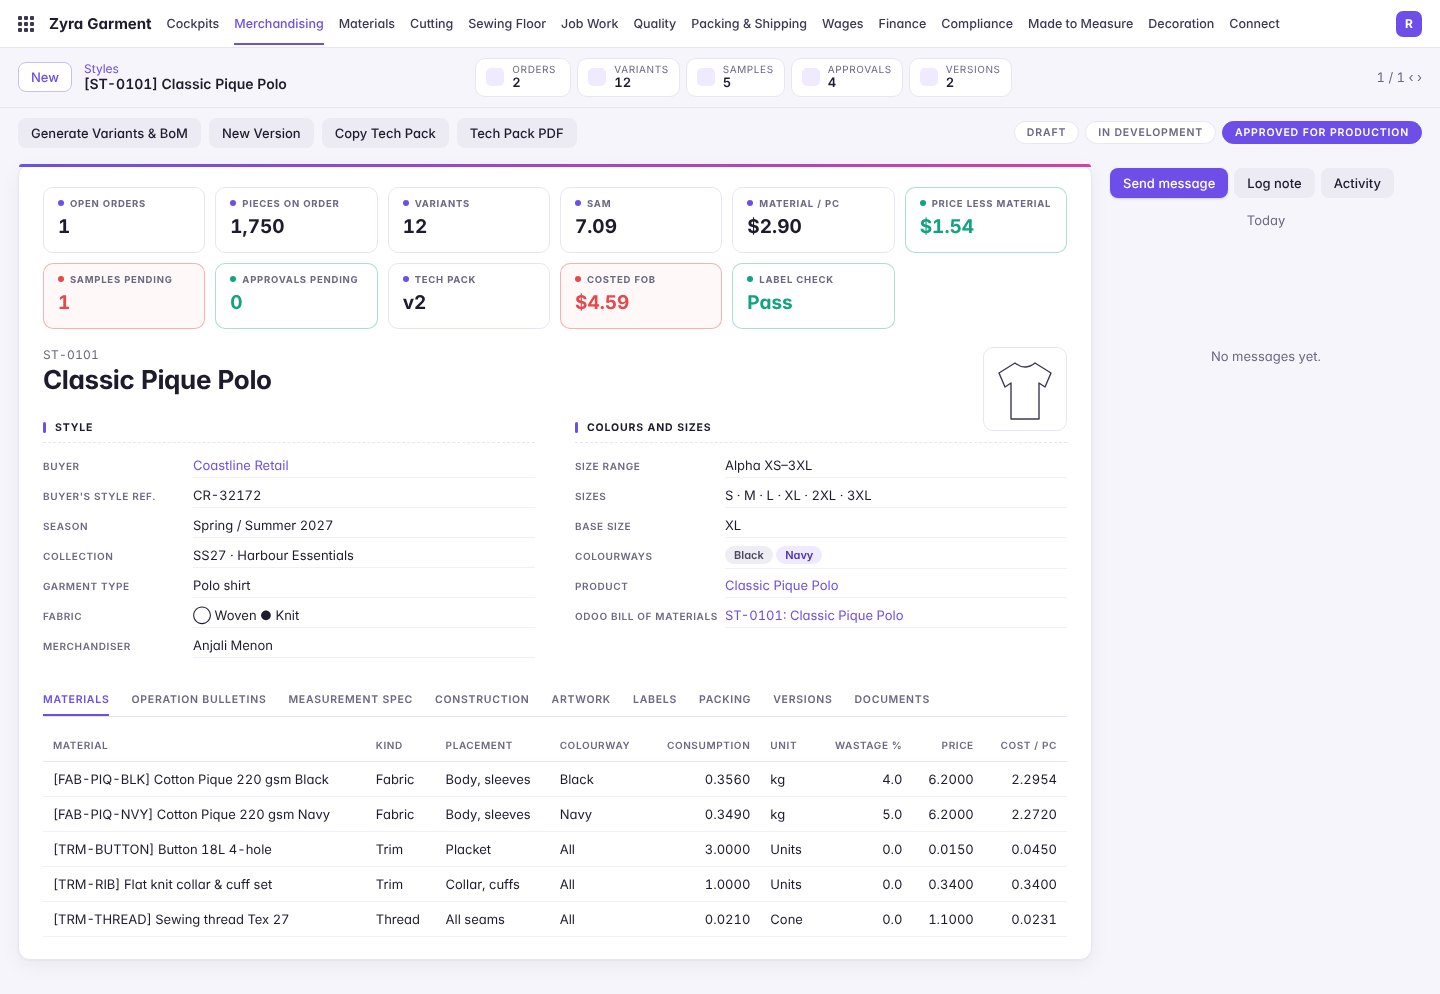 Zyra Garment Cockpits Merchandising Materials Cutting Sewing Floor Job Work Quality Packing & Shipping Wages Finance Compliance Made to Measure Decoration Connect R
New
Styles
[ST-0101] Classic Pique Polo
ORDERS
2
VARIANTS
12
SAMPLES
5
APPROVALS
4
VERSIONS
2
1 / 1 ‹ ›
Generate Variants & BoM New Version Copy Tech Pack Tech Pack PDF
DRAFT IN DEVELOPMENT APPROVED FOR PRODUCTION
OPEN ORDERS
1
PIECES ON ORDER
1,750
VARIANTS
12
SAM
7.09
MATERIAL / PC
$2.90
PRICE LESS MATERIAL
$1.54
SAMPLES PENDING
1
APPROVALS PENDING
0
TECH PACK
v2
COSTED FOB
$4.59
LABEL CHECK
Pass
ST-0101
Classic Pique Polo
STYLE
BUYER Coastline Retail
BUYER'S STYLE REF. CR-32172
SEASON Spring / Summer 2027
COLLECTION SS27 · Harbour Essentials
GARMENT TYPE Polo shirt
FABRIC Woven Knit
MERCHANDISER Anjali Menon
COLOURS AND SIZES
SIZE RANGE Alpha XS–3XL
SIZES S · M · L · XL · 2XL · 3XL
BASE SIZE XL
COLOURWAYS Black Navy
PRODUCT Classic Pique Polo
ODOO BILL OF MATERIALS ST-0101: Classic Pique Polo
MATERIALS OPERATION BULLETINS MEASUREMENT SPEC CONSTRUCTION ARTWORK LABELS PACKING VERSIONS DOCUMENTS
MATERIAL KIND PLACEMENT COLOURWAY CONSUMPTION UNIT WASTAGE % PRICE COST / PC
[FAB-PIQ-BLK] Cotton Pique 220 gsm Black Fabric Body, sleeves Black 0.3560 kg 4.0 6.2000 2.2954
[FAB-PIQ-NVY] Cotton Pique 220 gsm Navy Fabric Body, sleeves Navy 0.3490 kg 5.0 6.2000 2.2720
[TRM-BUTTON] Button 18L 4-hole Trim Placket All 3.0000 Units 0.0 0.0150 0.0450
[TRM-RIB] Flat knit collar & cuff set Trim Collar, cuffs All 1.0000 Units 0.0 0.3400 0.3400
[TRM-THREAD] Sewing thread Tex 27 Thread All seams All 0.0210 Cone 0.0 1.1000 0.0231
Send message Log note Activity
Today
No messages yet.